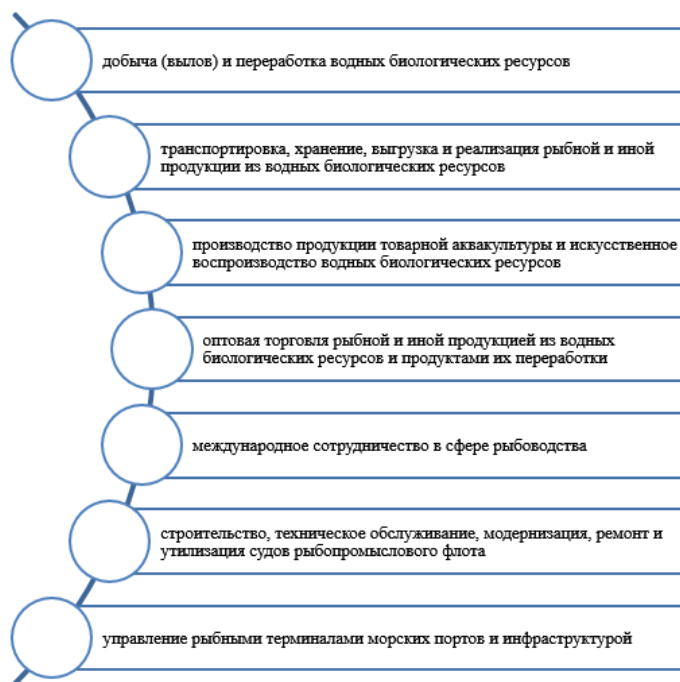 добыча (вылов) и переработка водных биологических ресурсов
транспортировка, хранение, выгрузка и реализация рыбной и иной
продукции из водных биологических ресурсов
производство продукции товарной аквакультуры и искусственное
воспроизводство водных биологических ресурсов
оптовая торговля рыбной и иной продукцией из водных
биологических ресурсов и продуктами их переработки
международное сотрудничество в сфере рыбоводства
строительство, техническое обслуживание, модернизация, ремонт и
утилизация судов рыбопромыслового флота
управление рыбными терминалами морских портов и инфраструктурой